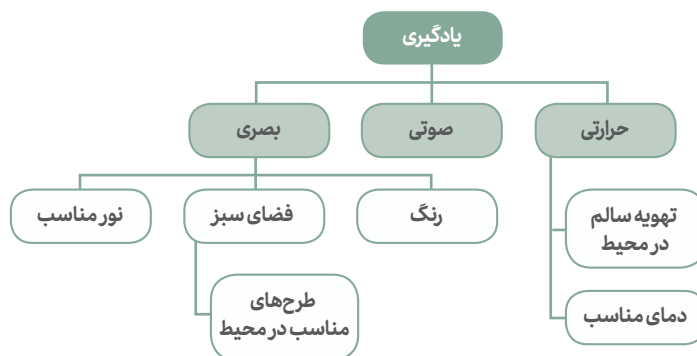 یادگیری
حرارتی
صوتی
بصری
تهویه سالم
در محیط
دمای مناسب
رنگ
فضای سبز
نور مناسب
طرح‌های
مناسب در محیط